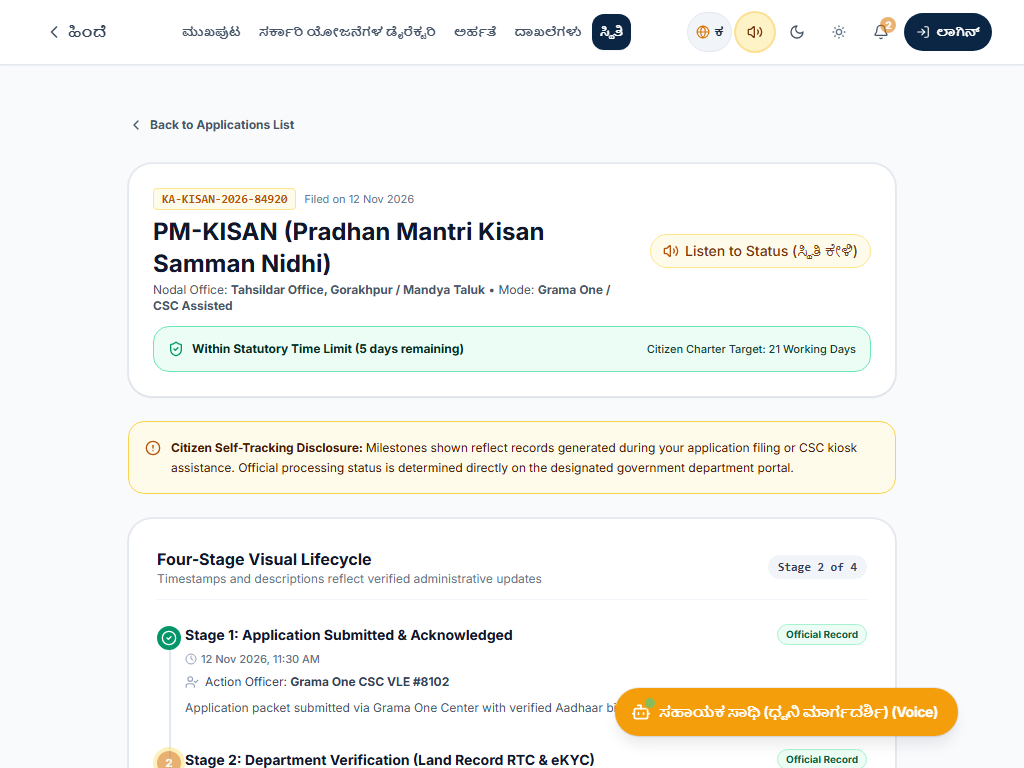 ಹಿಂದೆ
ಮುಖಪುಟ
ಸರ್ಕಾರಿ ಯೋಜನೆಗಳ ಡೈರೆಕ್ಟರಿ
ಅರ್ಹತೆ
ದಾಖಲೆಗಳು
ಸ್ಥಿತಿ
ಕ
2
ಲಾಗಿನ್
Back to Applications List
KA-KISAN-2026-84920 Filed on 12 Nov 2026
PM-KISAN (Pradhan Mantri Kisan
Samman Nidhi)
Listen to Status (ಸ್ಥಿತಿ ಕೇಳಿ)
Nodal Office: Tahsildar Office, Gorakhpur / Mandya Taluk • Mode: Grama One /
CSC Assisted
Within Statutory Time Limit (5 days remaining)
Citizen Charter Target: 21 Working Days
Citizen Self-Tracking Disclosure: Milestones shown reflect records generated during your application filing or CSC kiosk
assistance. Official processing status is determined directly on the designated government department portal.
Four-Stage Visual Lifecycle
Timestamps and descriptions reflect verified administrative updates
Stage 2 of 4
Stage 1: Application Submitted & Acknowledged
Official Record
12 Nov 2026, 11:30 AM
Action Officer: Grama One CSC VLE #8102
Application packet submitted via Grama One Center with verified Aadhaar
ಸಹಾಯಕ ಸಾಥಿ (ಧ್ವನಿ ಮಾರ್ಗದರ್ಶಿ) (Voice)
2
Stage 2: Department Verification (Land Record RTC & eKYC)
Official Record